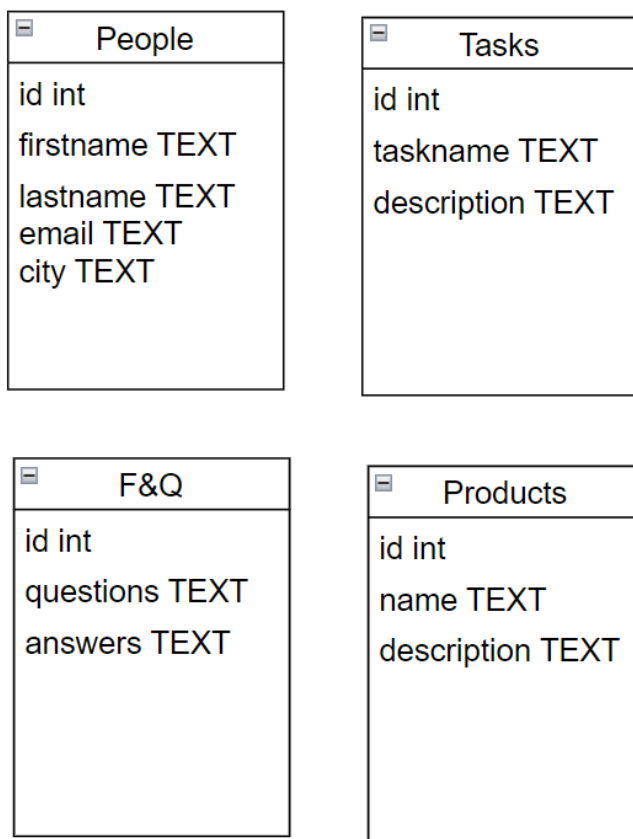 People
id int
firstname TEXT
lastname TEXT
email TEXT
city TEXT
Tasks
id int
taskname TEXT
description TEXT
F&Q
id int
questions TEXT
answers TEXT
Products
id int
name TEXT
description TEXT